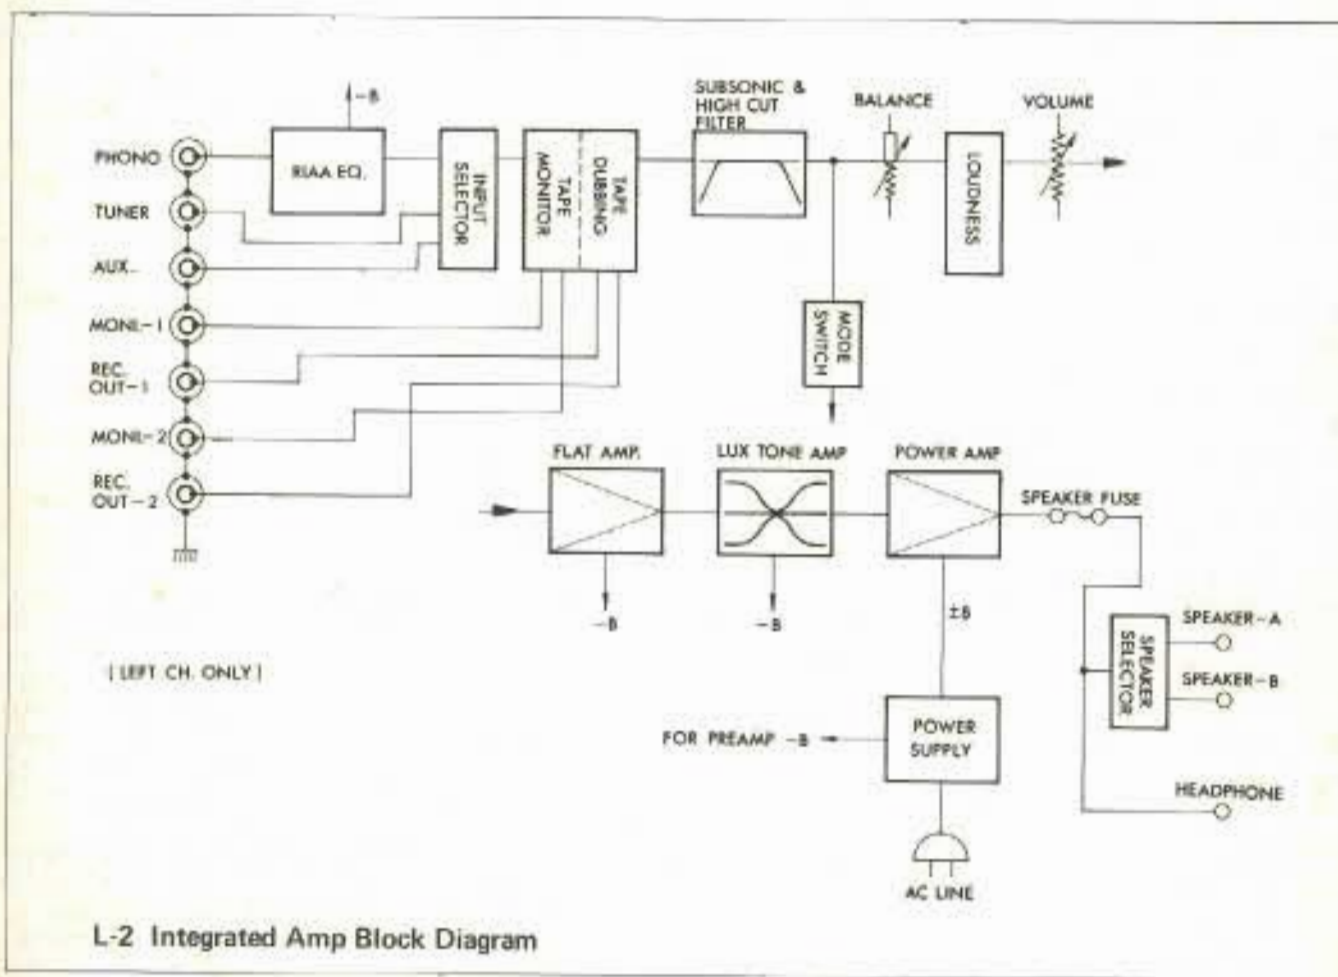 -B
SUBSONIC &
HIGH CUT
FILTER
BALANCE
VOLUME
PHONO
RIAA EQ.
INPUT
SELECTOR
TAPE
MONITOR
TAPE
DUBBING
LOUDNESS
TUNER
AUX.
MONI.-1
MODE
SWITCH
REC.
OUT-1
MONI.-2
REC.
OUT-2
FLAT AMP.
LUX TONE AMP
POWER AMP
SPEAKER FUSE
-B
-B
±B
SPEAKER
SELECTOR
SPEAKER-A
SPEAKER-B
HEADPHONE
( LEFT CH. ONLY )
FOR PREAMP -B
POWER
SUPPLY
AC LINE
L-2 Integrated Amp Block Diagram